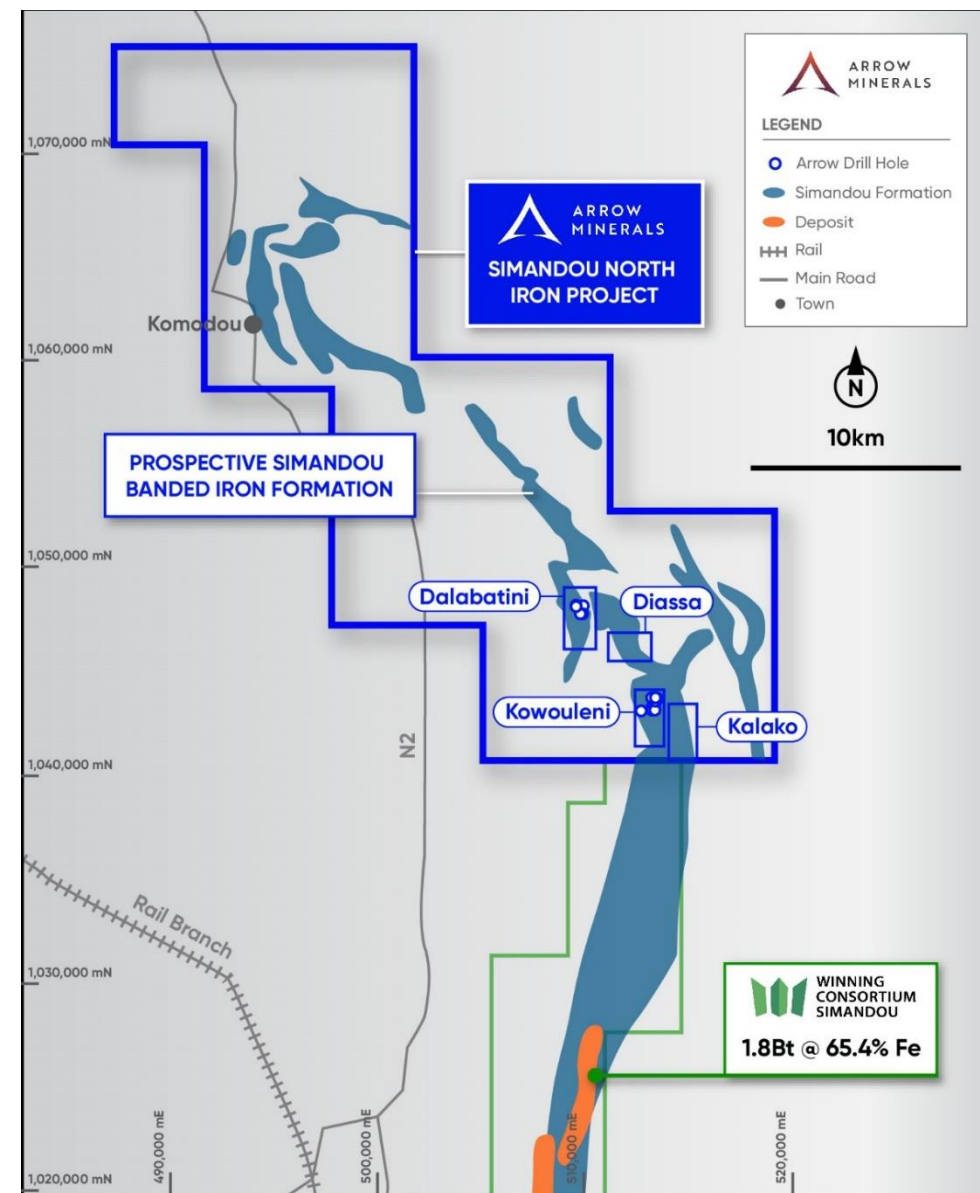 ARROW
MINERALS
LEGEND
Arrow Drill Hole
Simandou Formation
Deposit
Rail
Main Road
Town
N
10km
1,070,000 mN
ARROW
MINERALS
SIMANDOU NORTH
IRON PROJECT
Komodou
1,060,000 mN
PROSPECTIVE SIMANDOU
BANDED IRON FORMATION
1,050,000 mN
Dalabatini
Diassa
Kowouleni
Kalako
N2
1,040,000 mN
Rail Branch
1,030,000 mN
WINNING
CONSORTIUM
SIMANDOU
1.8Bt @ 65.4% Fe
490,000 mE
500,000 mE
510,000 mE
520,000 mE
1,020,000 mN